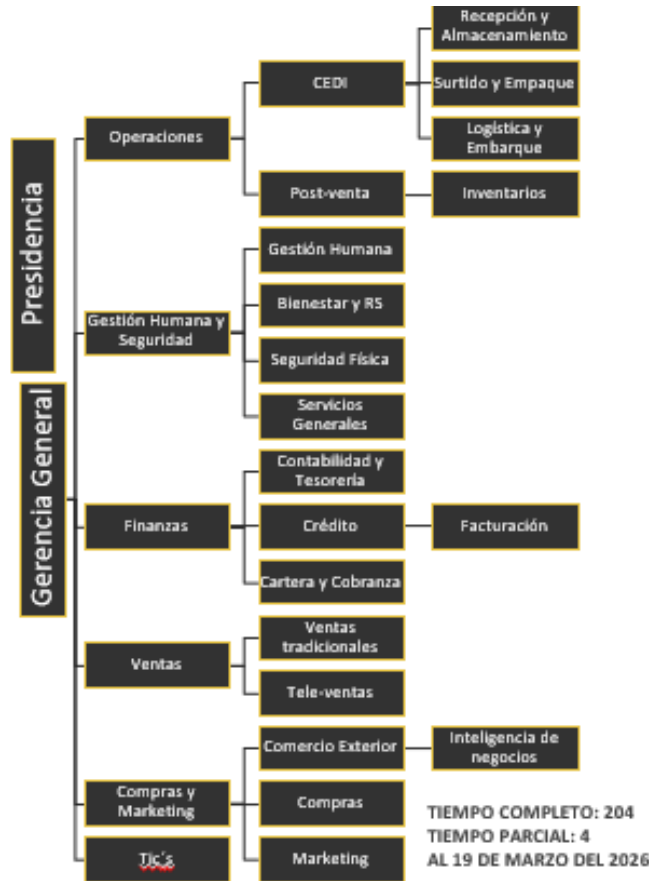 Presidencia
Gerencia General
Operaciones
CEDI
Recepción y
Almacenamiento
Surtido y Empaque
Logística y
Embarque
Post-venta
Inventarios
Gestión Humana y
Seguridad
Gestión Humana
Bienestar y RS
Seguridad Física
Servicios
Generales
Finanzas
Contabilidad y
Tesorería
Crédito
Facturación
Cartera y Cobranza
Ventas
Ventas
tradicionales
Tele-ventas
Compras y
Marketing
Comercio Exterior
Inteligencia de
negocios
Compras
Marketing
Tic´s
TIEMPO COMPLETO: 204
TIEMPO PARCIAL: 4
AL 19 DE MARZO DEL 2026